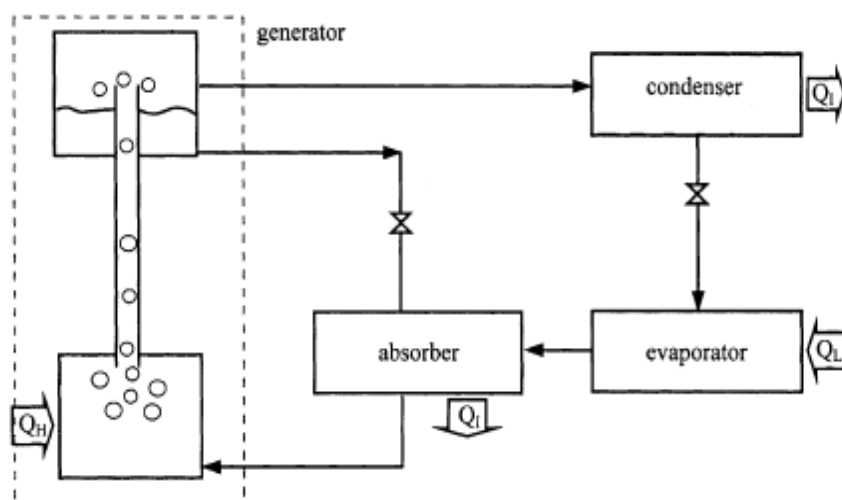 generator
condenser
Q_I
absorber
evaporator
Q_L
Q_I
Q_H